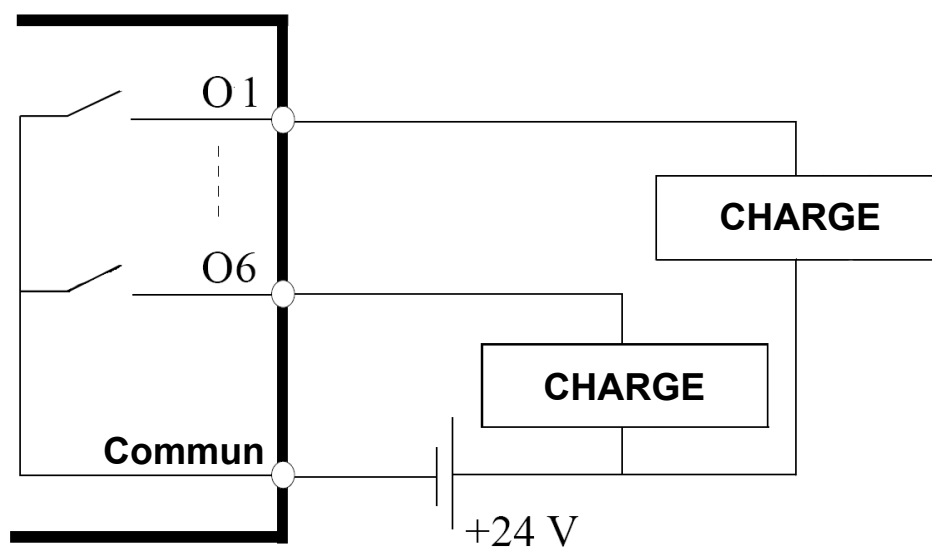 O1
CHARGE
O6
CHARGE
Commun
+24 V